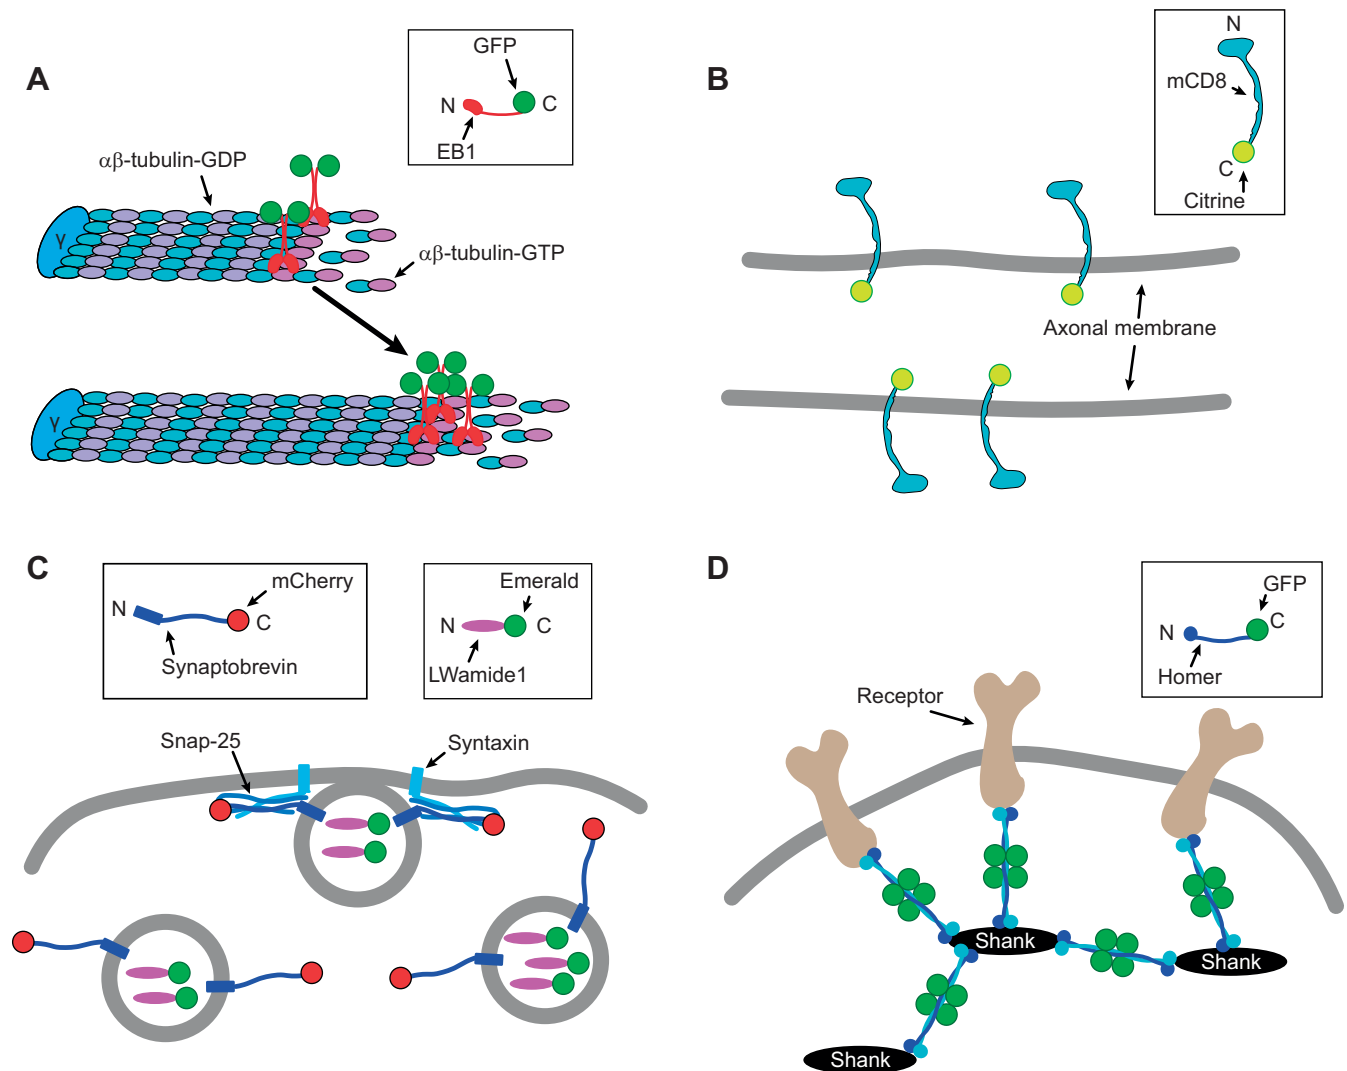 A
GFP
N
C
EB1
αβ-tubulin-GDP
γ
αβ-tubulin-GTP
γ
B
N
mCD8
C
Citrine
Axonal membrane
C
mCherry
N
C
Synaptobrevin
Emerald
N
C
LWamide1
Snap-25
Syntaxin
D
GFP
C
N
Homer
Receptor
Shank
Shank
Shank